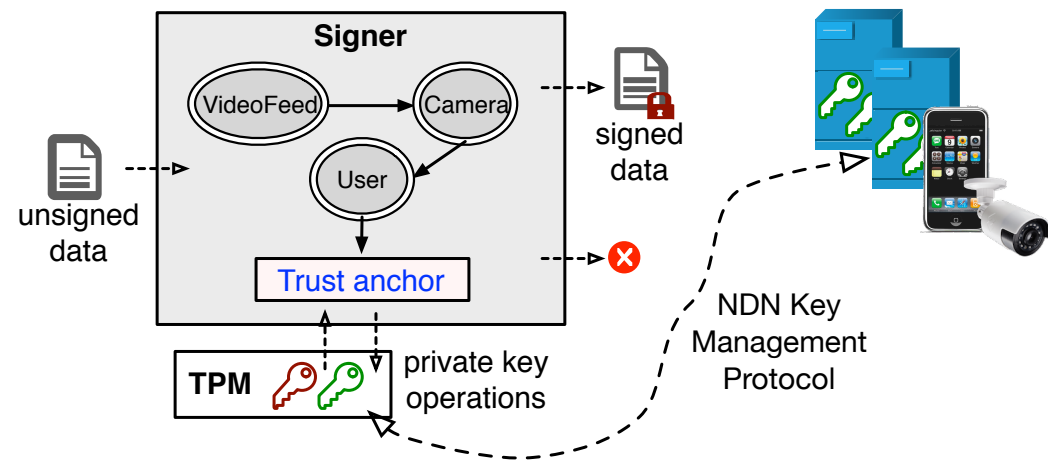 Signer
VideoFeed
Camera
User
Trust anchor
unsigned
data
signed
data
TPM
private key
operations
NDN Key
Management
Protocol